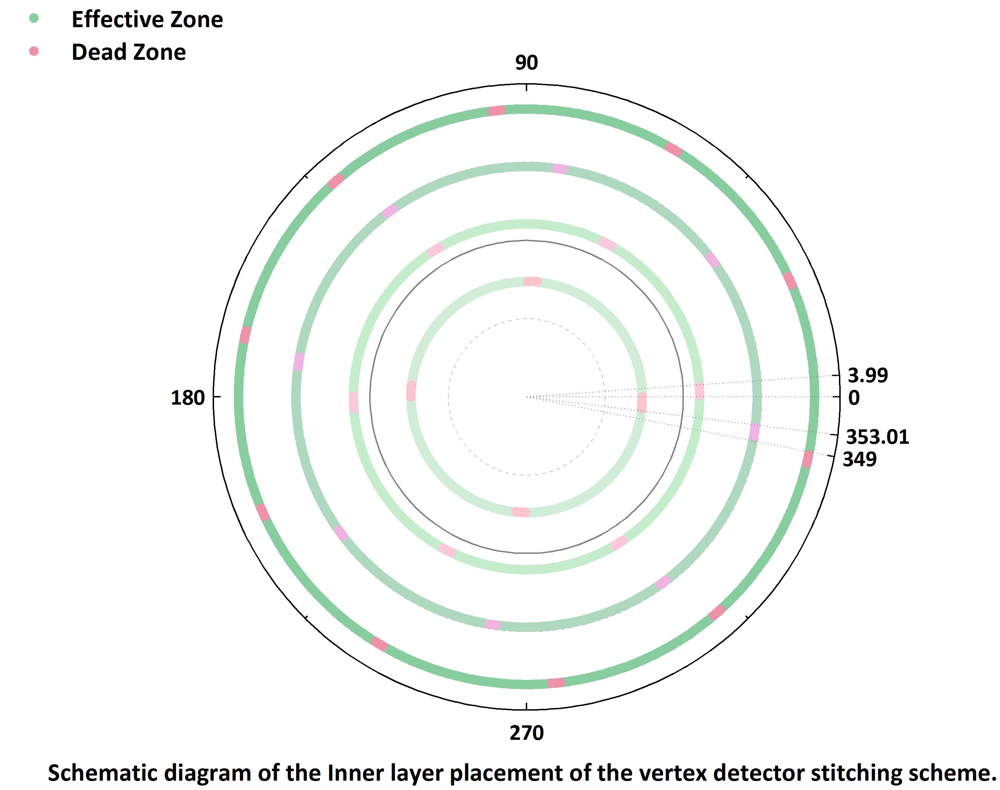 Effective Zone
Dead Zone
90
3.99
180
0
353.01
349
270
Schematic diagram of the Inner layer placement of the vertex detector stitching scheme.